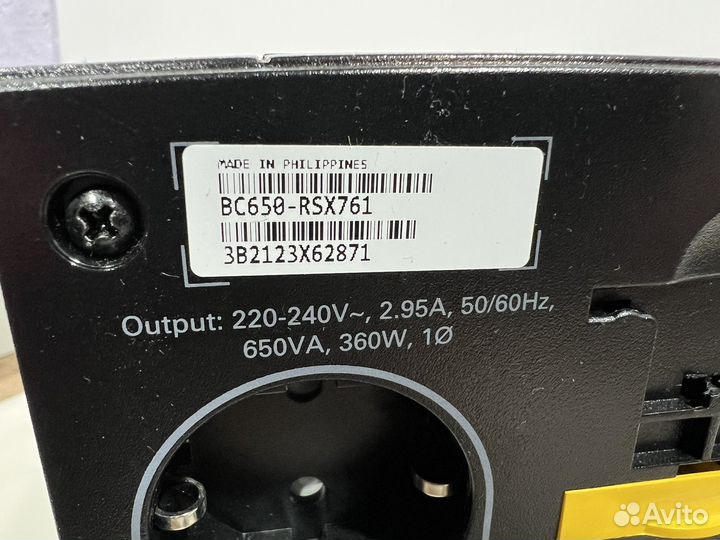 MADE IN PHILIPPINES
BC650-RSX761
3B2123X62871
Output: 220-240V~, 2.95A, 50/60Hz,
650VA, 360W, 1Ø
Avito